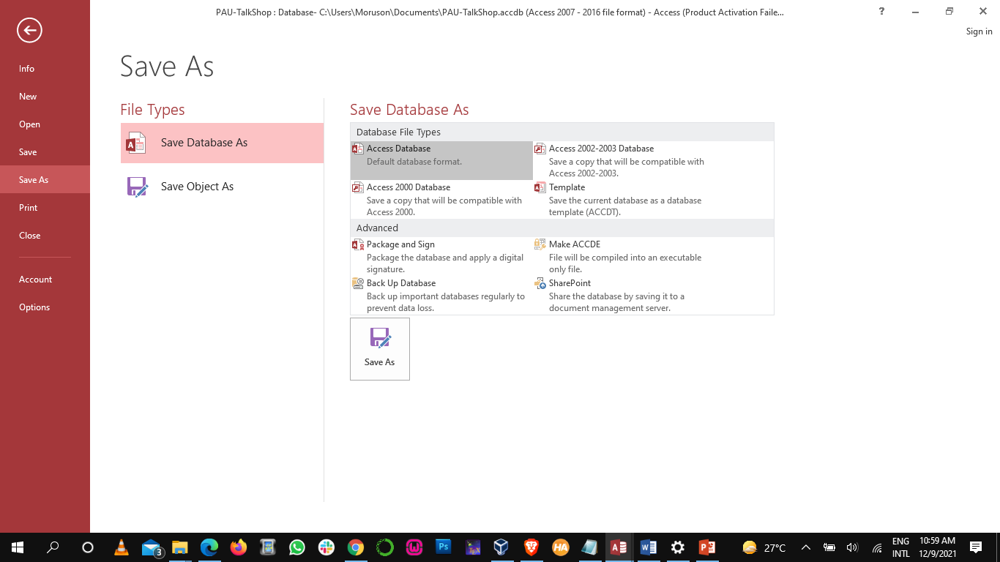 PAU-TalkShop : Database- C:\Users\Moruson\Documents\PAU-TalkShop.accdb (Access 2007 - 2016 file format) - Access (Product Activation Faile...
?
Sign in
Info
New
Open
Save
Save As
Print
Close
Account
Options
Save As
File Types
Save Database As
Save Object As
Save Database As
Database File Types
Access Database
Default database format.
Access 2002-2003 Database
Save a copy that will be compatible with
Access 2002-2003.
Access 2000 Database
Save a copy that will be compatible with
Access 2000.
Template
Save the current database as a database
template (ACCDT).
Advanced
Package and Sign
Package the database and apply a digital
signature.
Make ACCDE
File will be compiled into an executable
only file.
Back Up Database
Back up important databases regularly to
prevent data loss.
SharePoint
Share the database by saving it to a
document management server.
Save As
3
Ps
HA
27°C
ENG
INTL
10:59 AM
12/9/2021